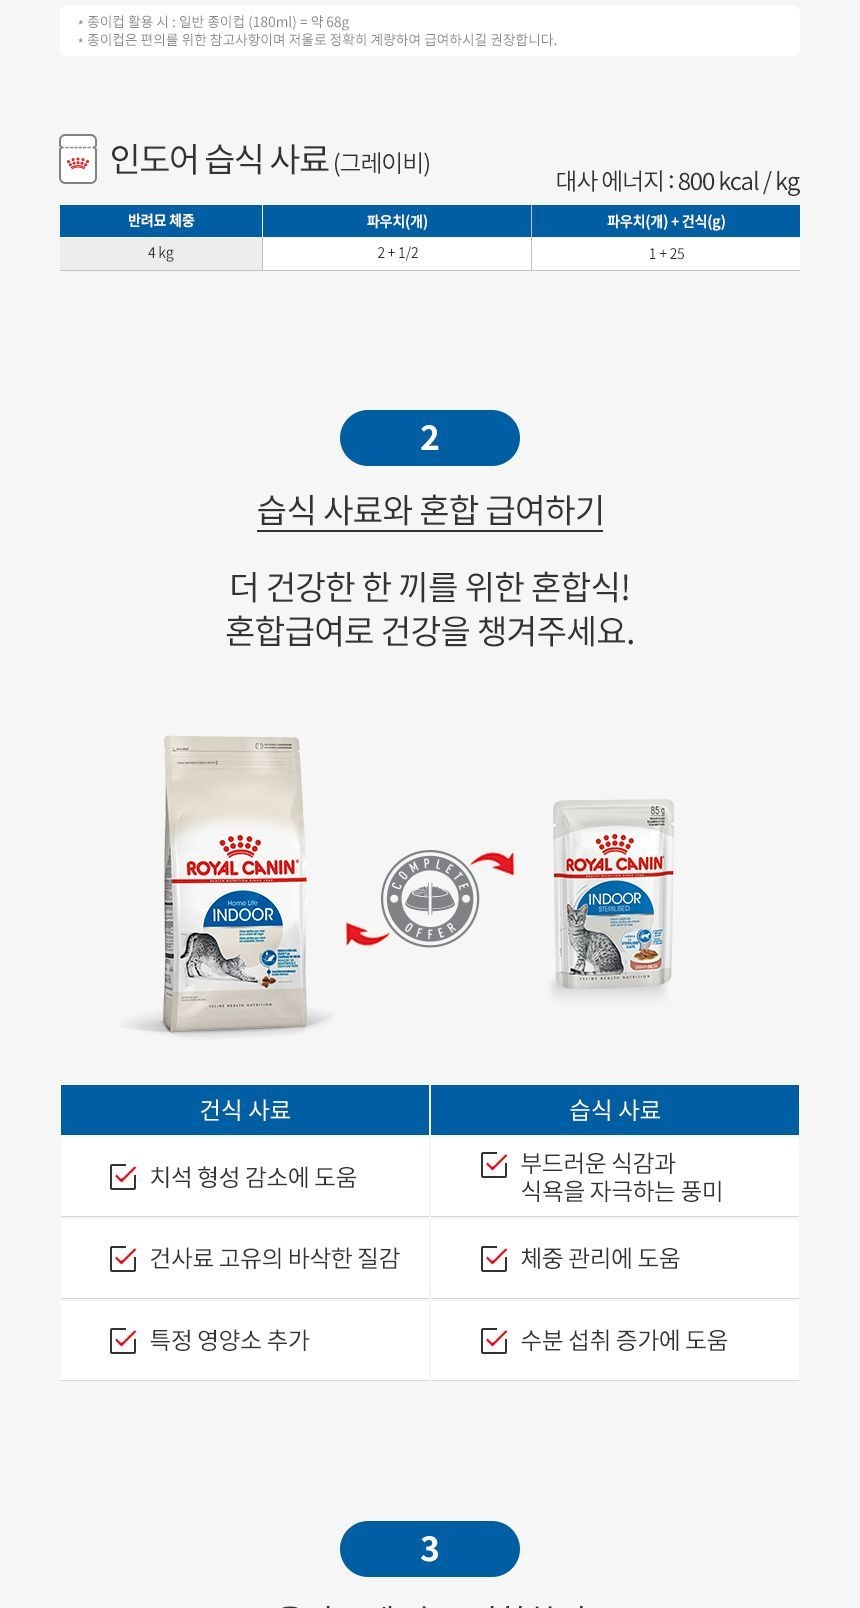 * 종이컵 활용 시 : 일반 종이컵 (180ml) = 약 68g
* 종이컵은 편의를 위한 참고사항이며 저울로 정확히 계량하여 급여하시길 권장합니다.
인도어 습식 사료 (그레이비)
대사 에너지 : 800 kcal / kg
반려묘 체중 파우치(개) 파우치(개) + 건식(g)
4 kg 2 + 1/2 1 + 25
2
습식 사료와 혼합 급여하기
더 건강한 한 끼를 위한 혼합식!
혼합급여로 건강을 챙겨주세요.
ROYAL CANIN
Home Life
INDOOR
FELINE HEALTH NUTRITION
COMPLETE
OFFER
85 g
ROYAL CANIN
INDOOR
STERILISED
FELINE HEALTH NUTRITION
건식 사료 습식 사료
치석 형성 감소에 도움
부드러운 식감과
식욕을 자극하는 풍미
건사료 고유의 바삭한 질감
체중 관리에 도움
특정 영양소 추가
수분 섭취 증가에 도움
3